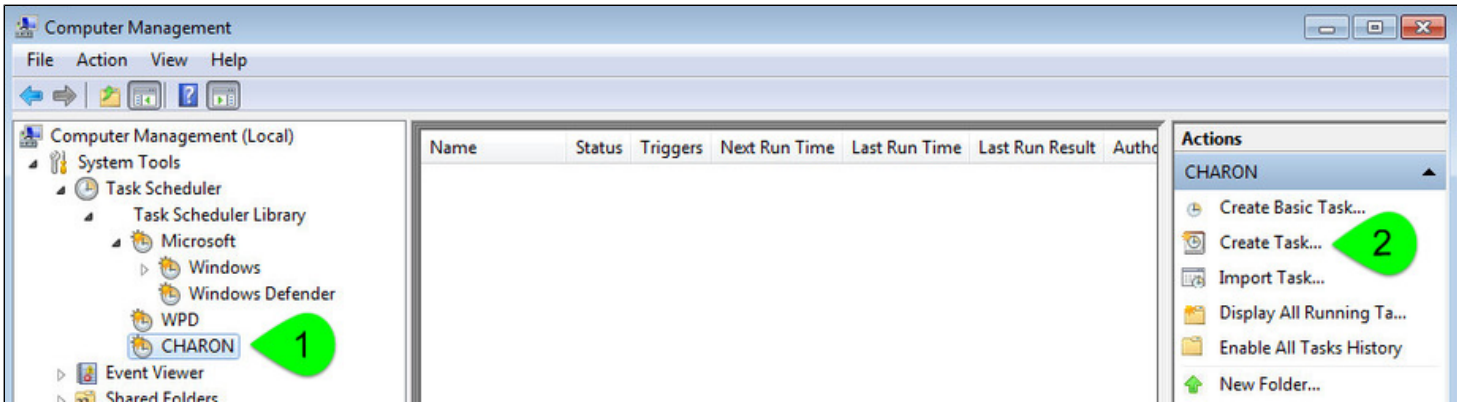 Computer Management
File Action View Help
Computer Management (Local)
System Tools
Task Scheduler
Task Scheduler Library
Microsoft
Windows
Windows Defender
WPD
CHARON
1
Event Viewer
Shared Folders
Name Status Triggers Next Run Time Last Run Time Last Run Result Autho
Actions
CHARON
Create Basic Task...
Create Task...
2
Import Task...
Display All Running Ta...
Enable All Tasks History
New Folder...